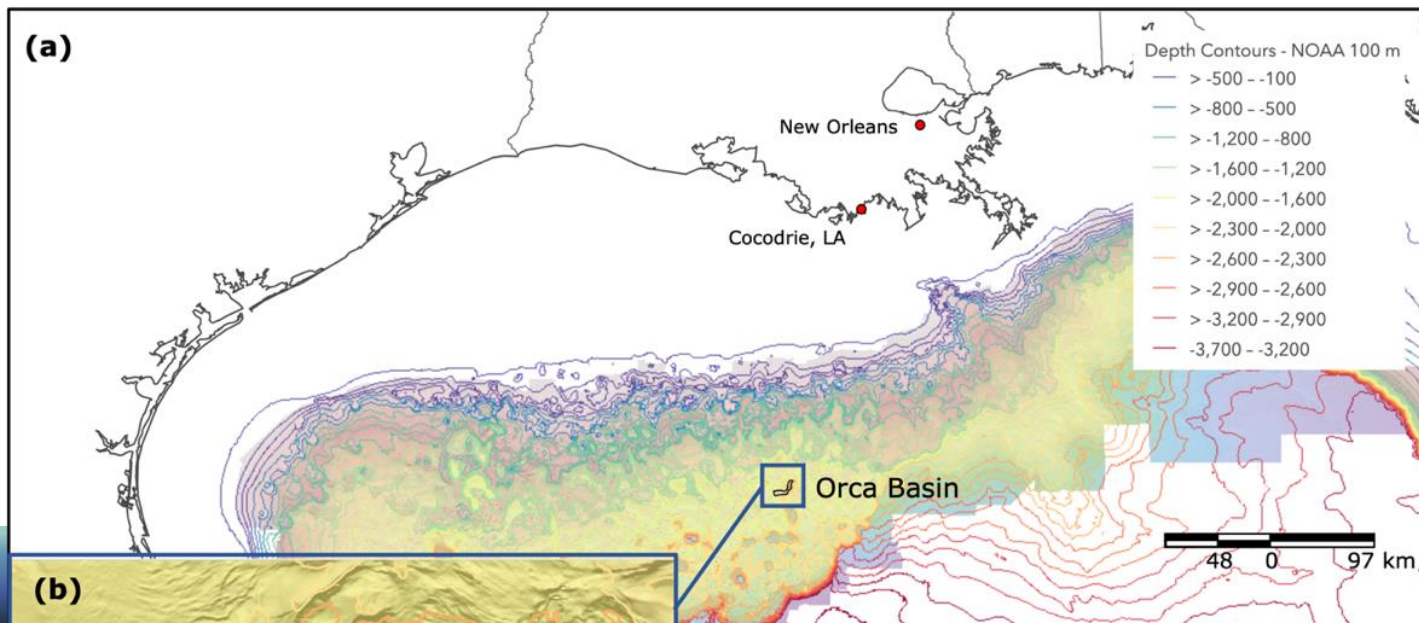 (a)
Depth Contours - NOAA 100 m
> -500 – -100
> -800 – -500
> -1,200 – -800
> -1,600 – -1,200
> -2,000 – -1,600
> -2,300 – -2,000
> -2,600 – -2,300
> -2,900 – -2,600
> -3,200 – -2,900
-3,700 – -3,200
New Orleans
Cocodrie, LA
Orca Basin
48 0 97 km
(b)